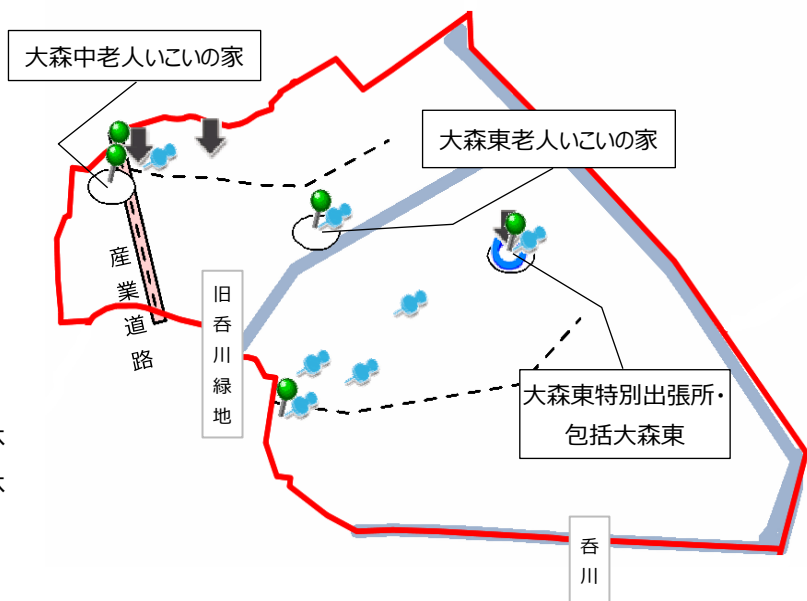 大森中老人いこいの家
大森東老人いこいの家
産業道路
旧呑川緑地
大森東特別出張所・
包括大森東
呑川